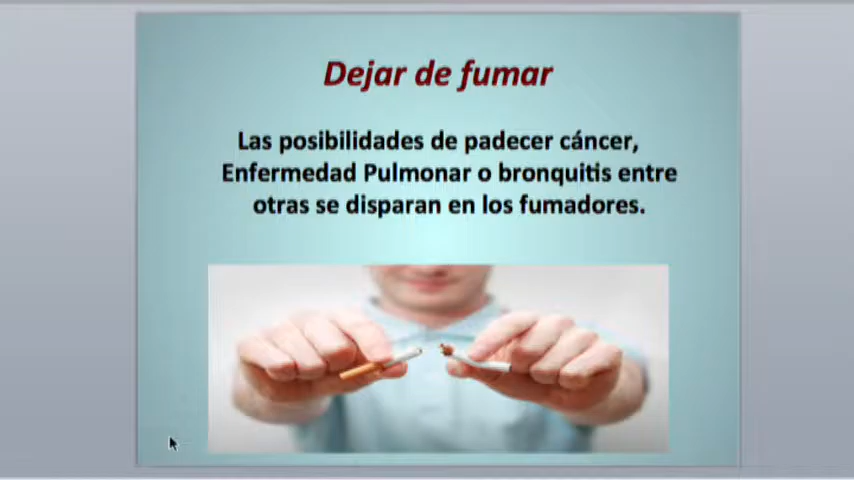 Dejar de fumar
Las posibilidades de padecer cáncer,
Enfermedad Pulmonar o bronquitis entre
otras se disparan en los fumadores.